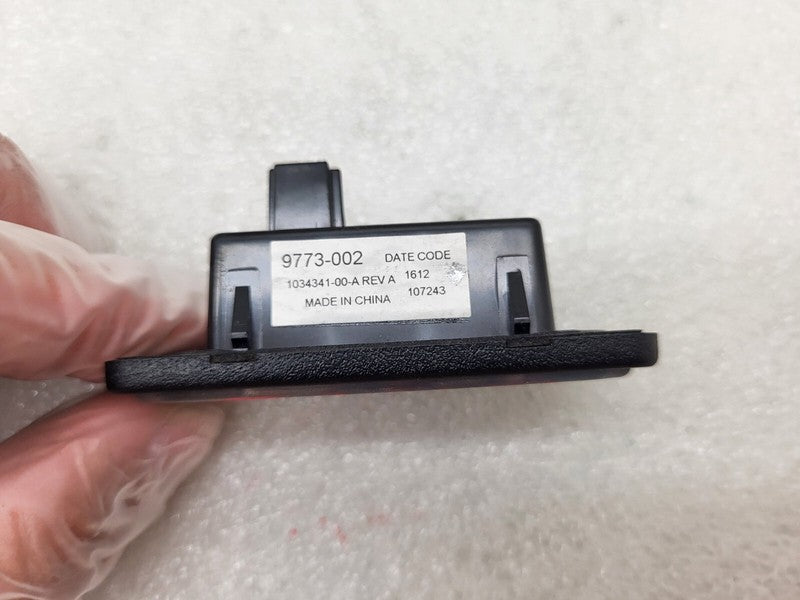 9773-002 DATE CODE
1034341-00-A REV A 1612
MADE IN CHINA 107243